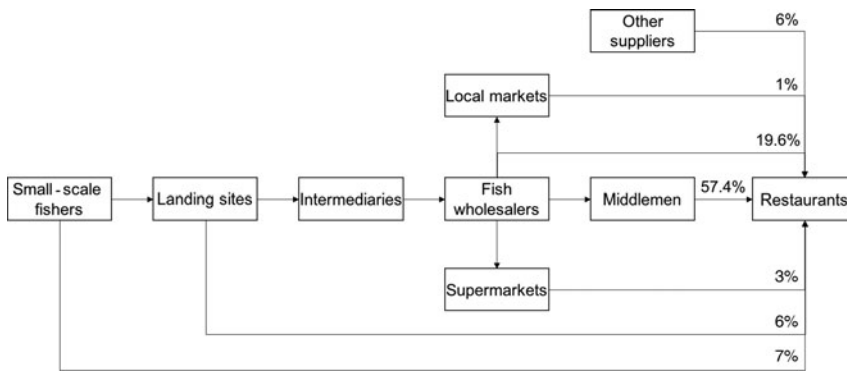 Other
suppliers
6%
Local markets
1%
19.6%
Small-scale
fishers
Landing sites
Intermediaries
Fish
wholesalers
Middlemen
57.4%
Restaurants
Supermarkets
3%
6%
7%